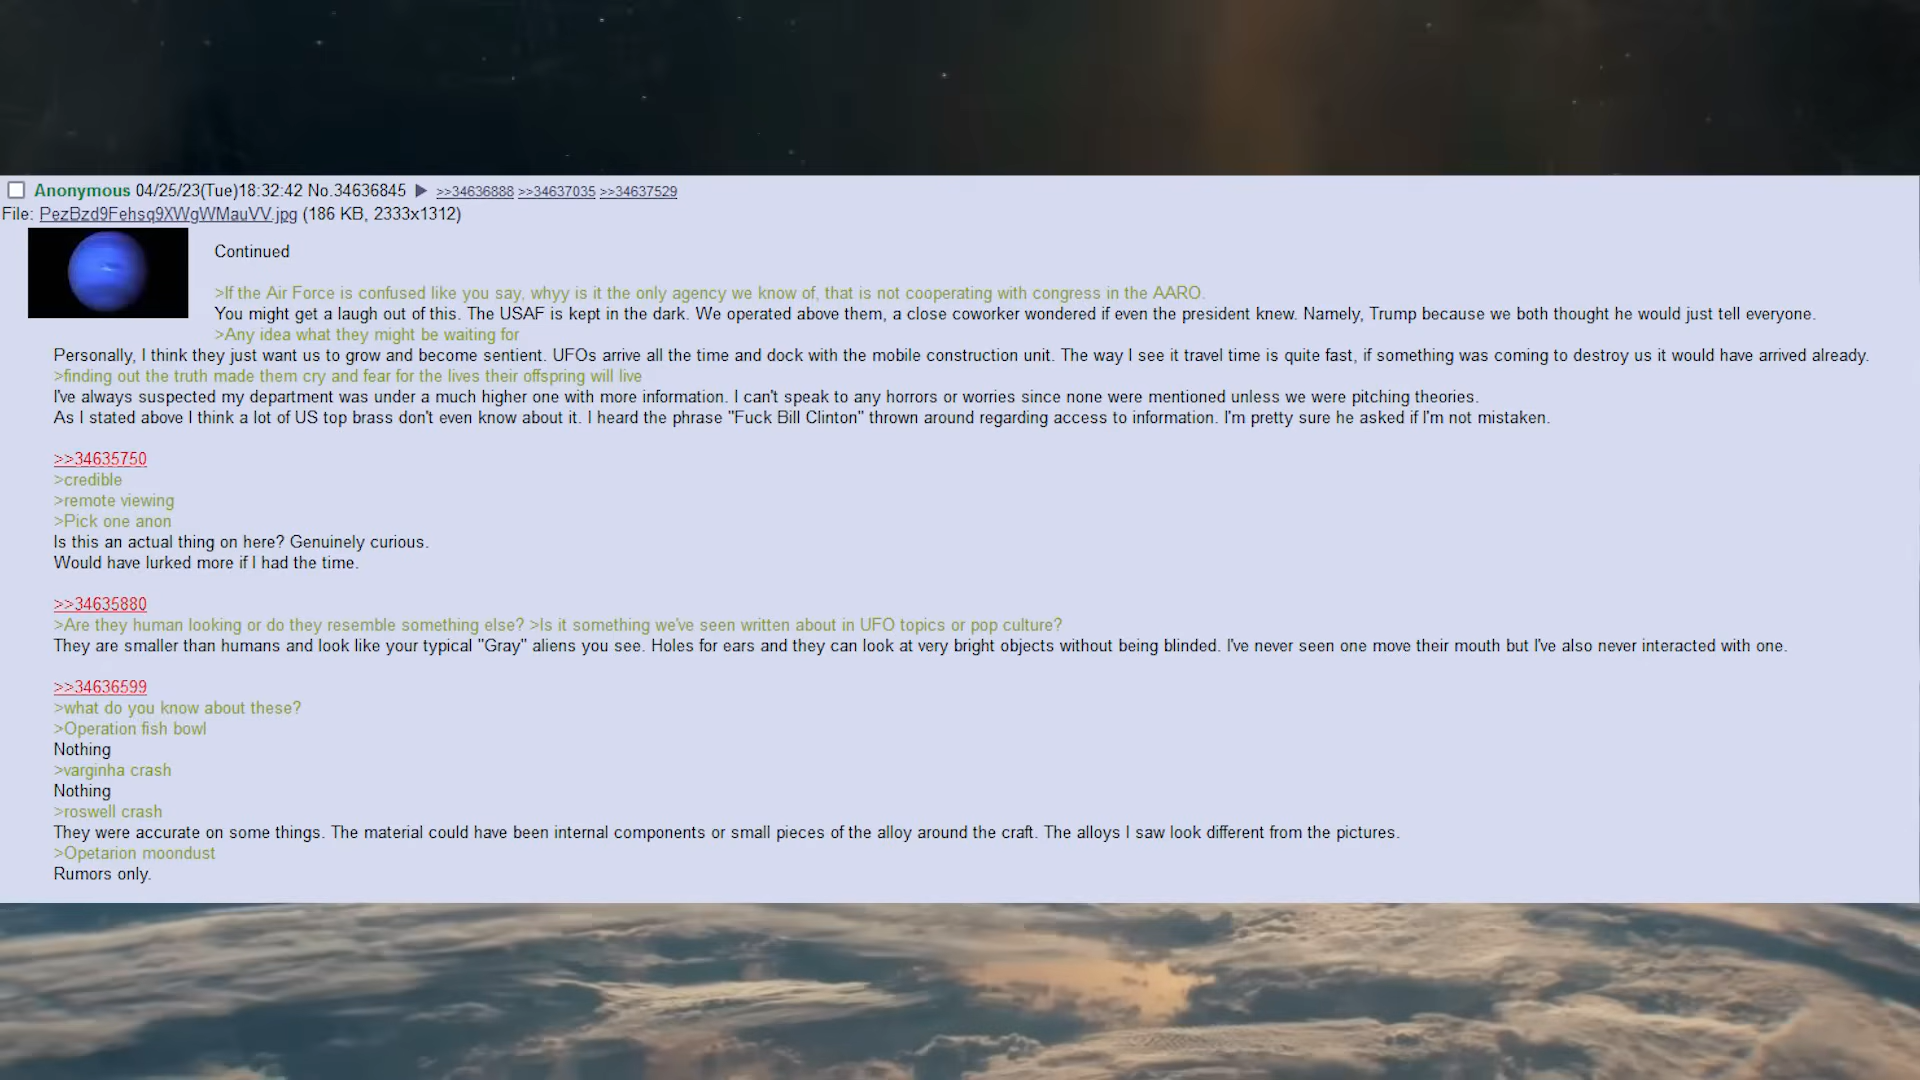 Anonymous 04/25/23(Tue)18:32:42 No.34636845 ▶ >>34636888 >>34637035 >>34637529
File: PezBzd9Fehsq9XWgWMauVV.jpg (186 KB, 2333x1312)
Continued
>If the Air Force is confused like you say, whyy is it the only agency we know of, that is not cooperating with congress in the AARO.
You might get a laugh out of this. The USAF is kept in the dark. We operated above them, a close coworker wondered if even the president knew. Namely, Trump because we both thought he would just tell everyone.
>Any idea what they might be waiting for
Personally, I think they just want us to grow and become sentient. UFOs arrive all the time and dock with the mobile construction unit. The way I see it travel time is quite fast, if something was coming to destroy us it would have arrived already.
>finding out the truth made them cry and fear for the lives their offspring will live
I've always suspected my department was under a much higher one with more information. I can't speak to any horrors or worries since none were mentioned unless we were pitching theories.
As I stated above I think a lot of US top brass don't even know about it. I heard the phrase "Fuck Bill Clinton" thrown around regarding access to information. I'm pretty sure he asked if I'm not mistaken.
>>34635750
>credible
>remote viewing
>Pick one anon
Is this an actual thing on here? Genuinely curious.
Would have lurked more if I had the time.
>>34635880
>Are they human looking or do they resemble something else? >Is it something we've seen written about in UFO topics or pop culture?
They are smaller than humans and look like your typical "Gray" aliens you see. Holes for ears and they can look at very bright objects without being blinded. I've never seen one move their mouth but I've also never interacted with one.
>>34636599
>what do you know about these?
>Operation fish bowl
Nothing
>varginha crash
Nothing
>roswell crash
They were accurate on some things. The material could have been internal components or small pieces of the alloy around the craft. The alloys I saw look different from the pictures.
>Opetarion moondust
Rumors only.